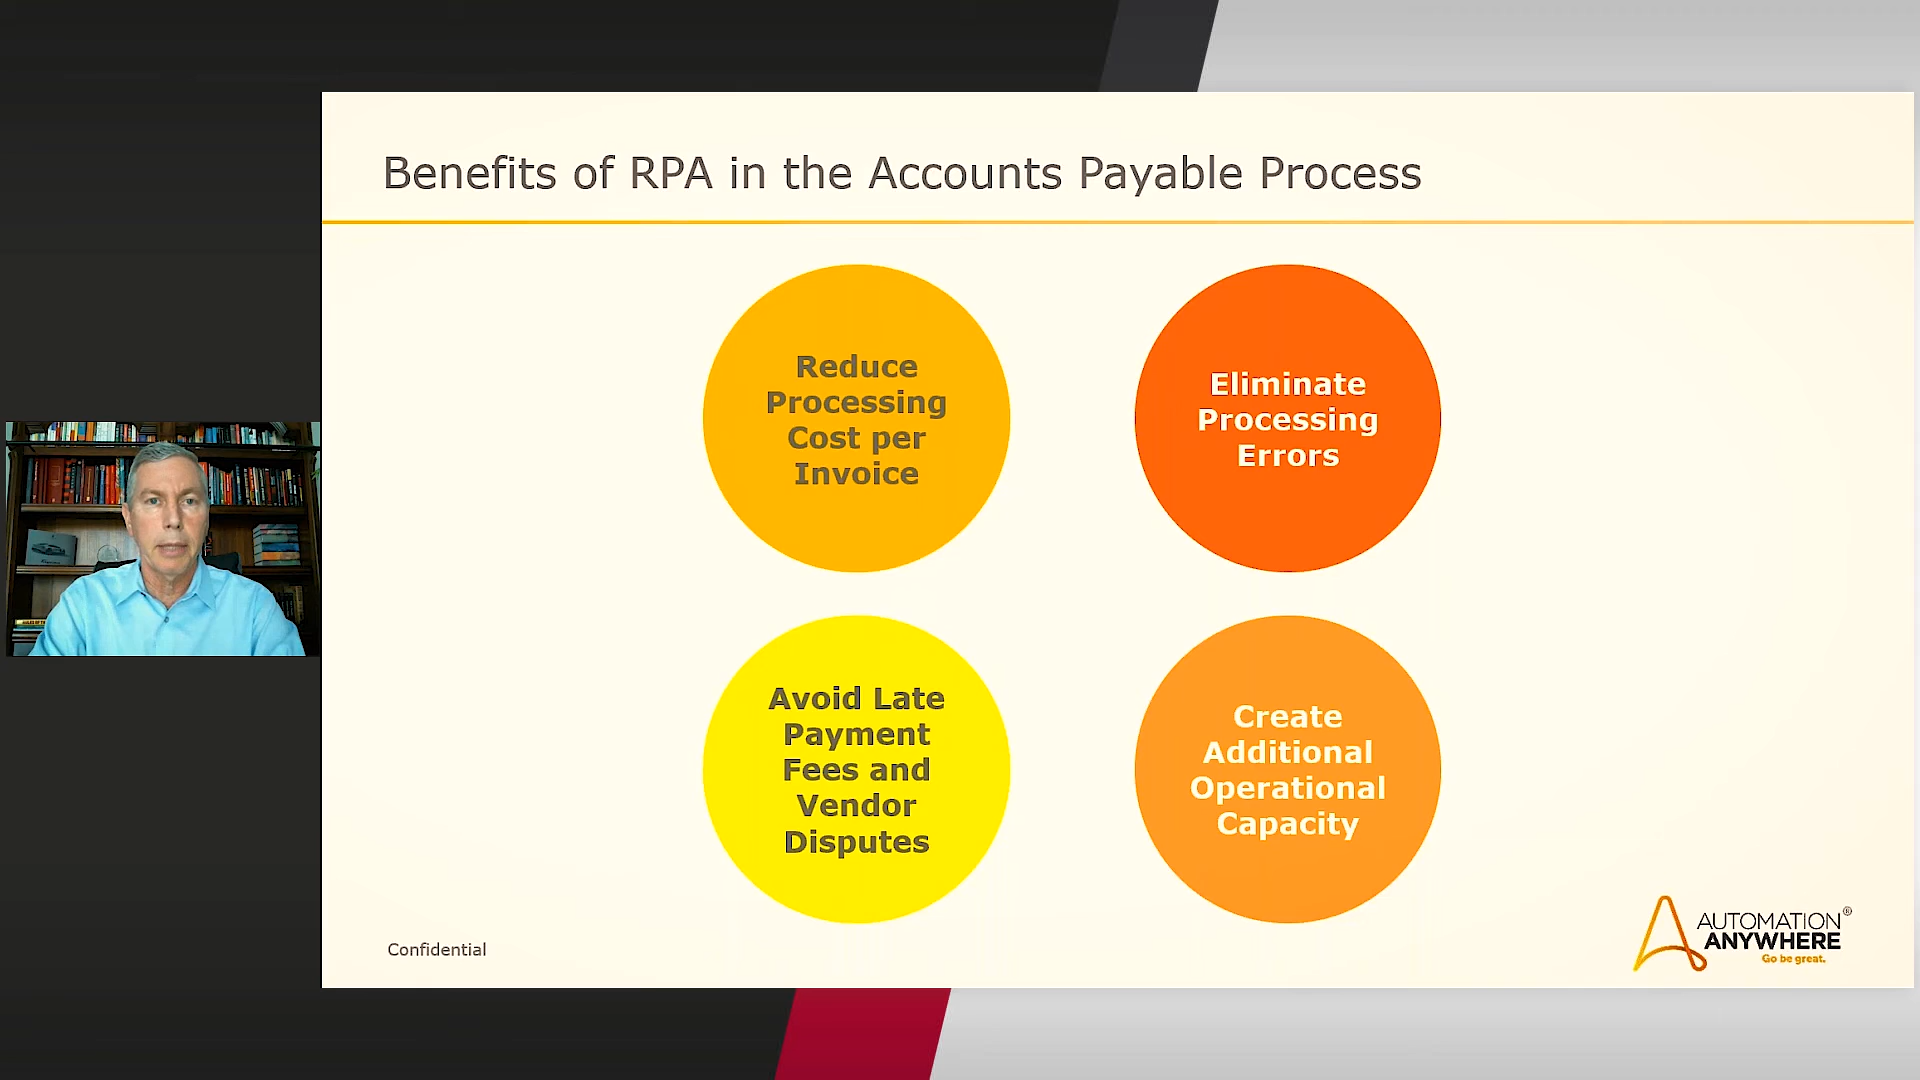 Benefits of RPA in the Accounts Payable Process
Reduce
Processing
Cost per
Invoice
Eliminate
Processing
Errors
Avoid Late
Payment
Fees and
Vendor
Disputes
Create
Additional
Operational
Capacity
Confidential
AUTOMATION®
ANYWHERE
Go be great.